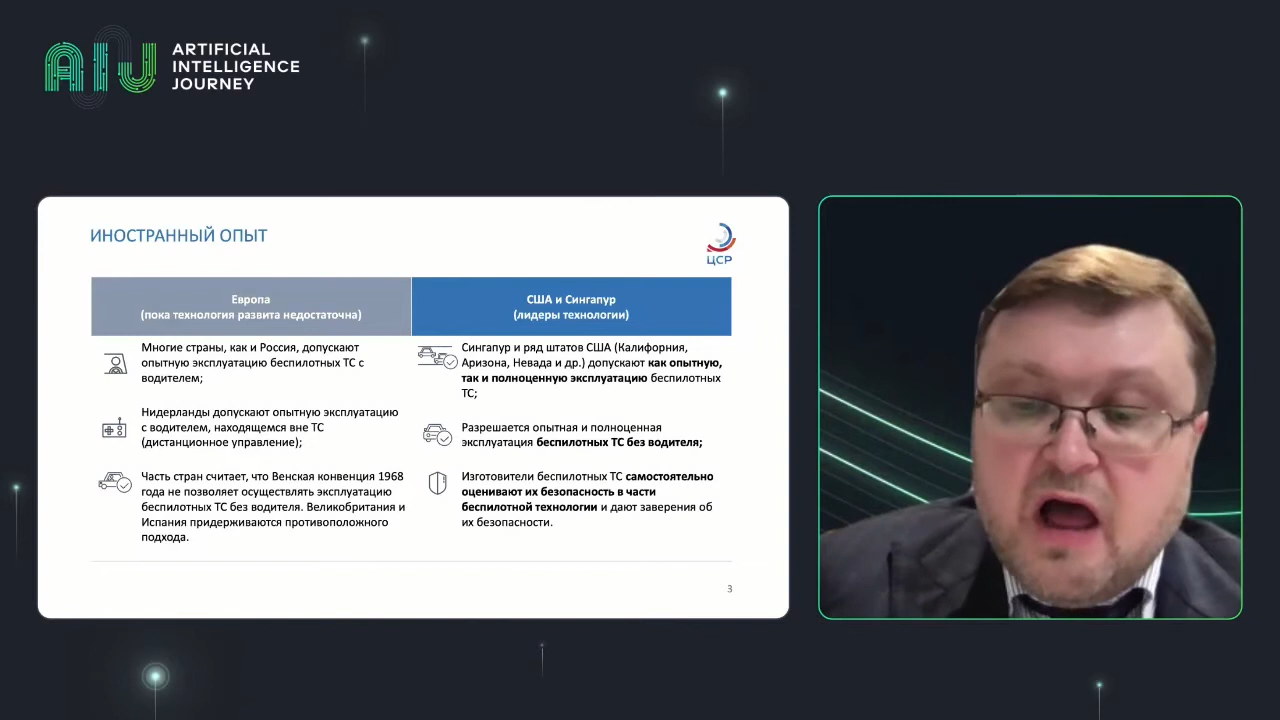 ARTIFICIAL
INTELLIGENCE
JOURNEY
ИНОСТРАННЫЙ ОПЫТ
ЦСР
Европа
(пока технология развита недостаточно)
Многие страны, как и Россия, допускают
опытную эксплуатацию беспилотных ТС с
водителем;
Нидерланды допускают опытную эксплуатацию
с водителем, находящемся вне ТС
(дистанционное управление);
Часть стран считает, что Венская конвенция 1968
года не позволяет осуществлять эксплуатацию
беспилотных ТС без водителя. Великобритания и
Испания придерживаются противоположного
подхода.
США и Сингапур
(лидеры технологии)
Сингапур и ряд штатов США (Калифорния,
Аризона, Невада и др.) допускают как опытную,
так и полноценную эксплуатацию беспилотных
ТС;
Разрешается опытная и полноценная
эксплуатация беспилотных ТС без водителя;
Изготовители беспилотных ТС самостоятельно
оценивают их безопасность в части
беспилотной технологии и дают заверения об
их безопасности.
3